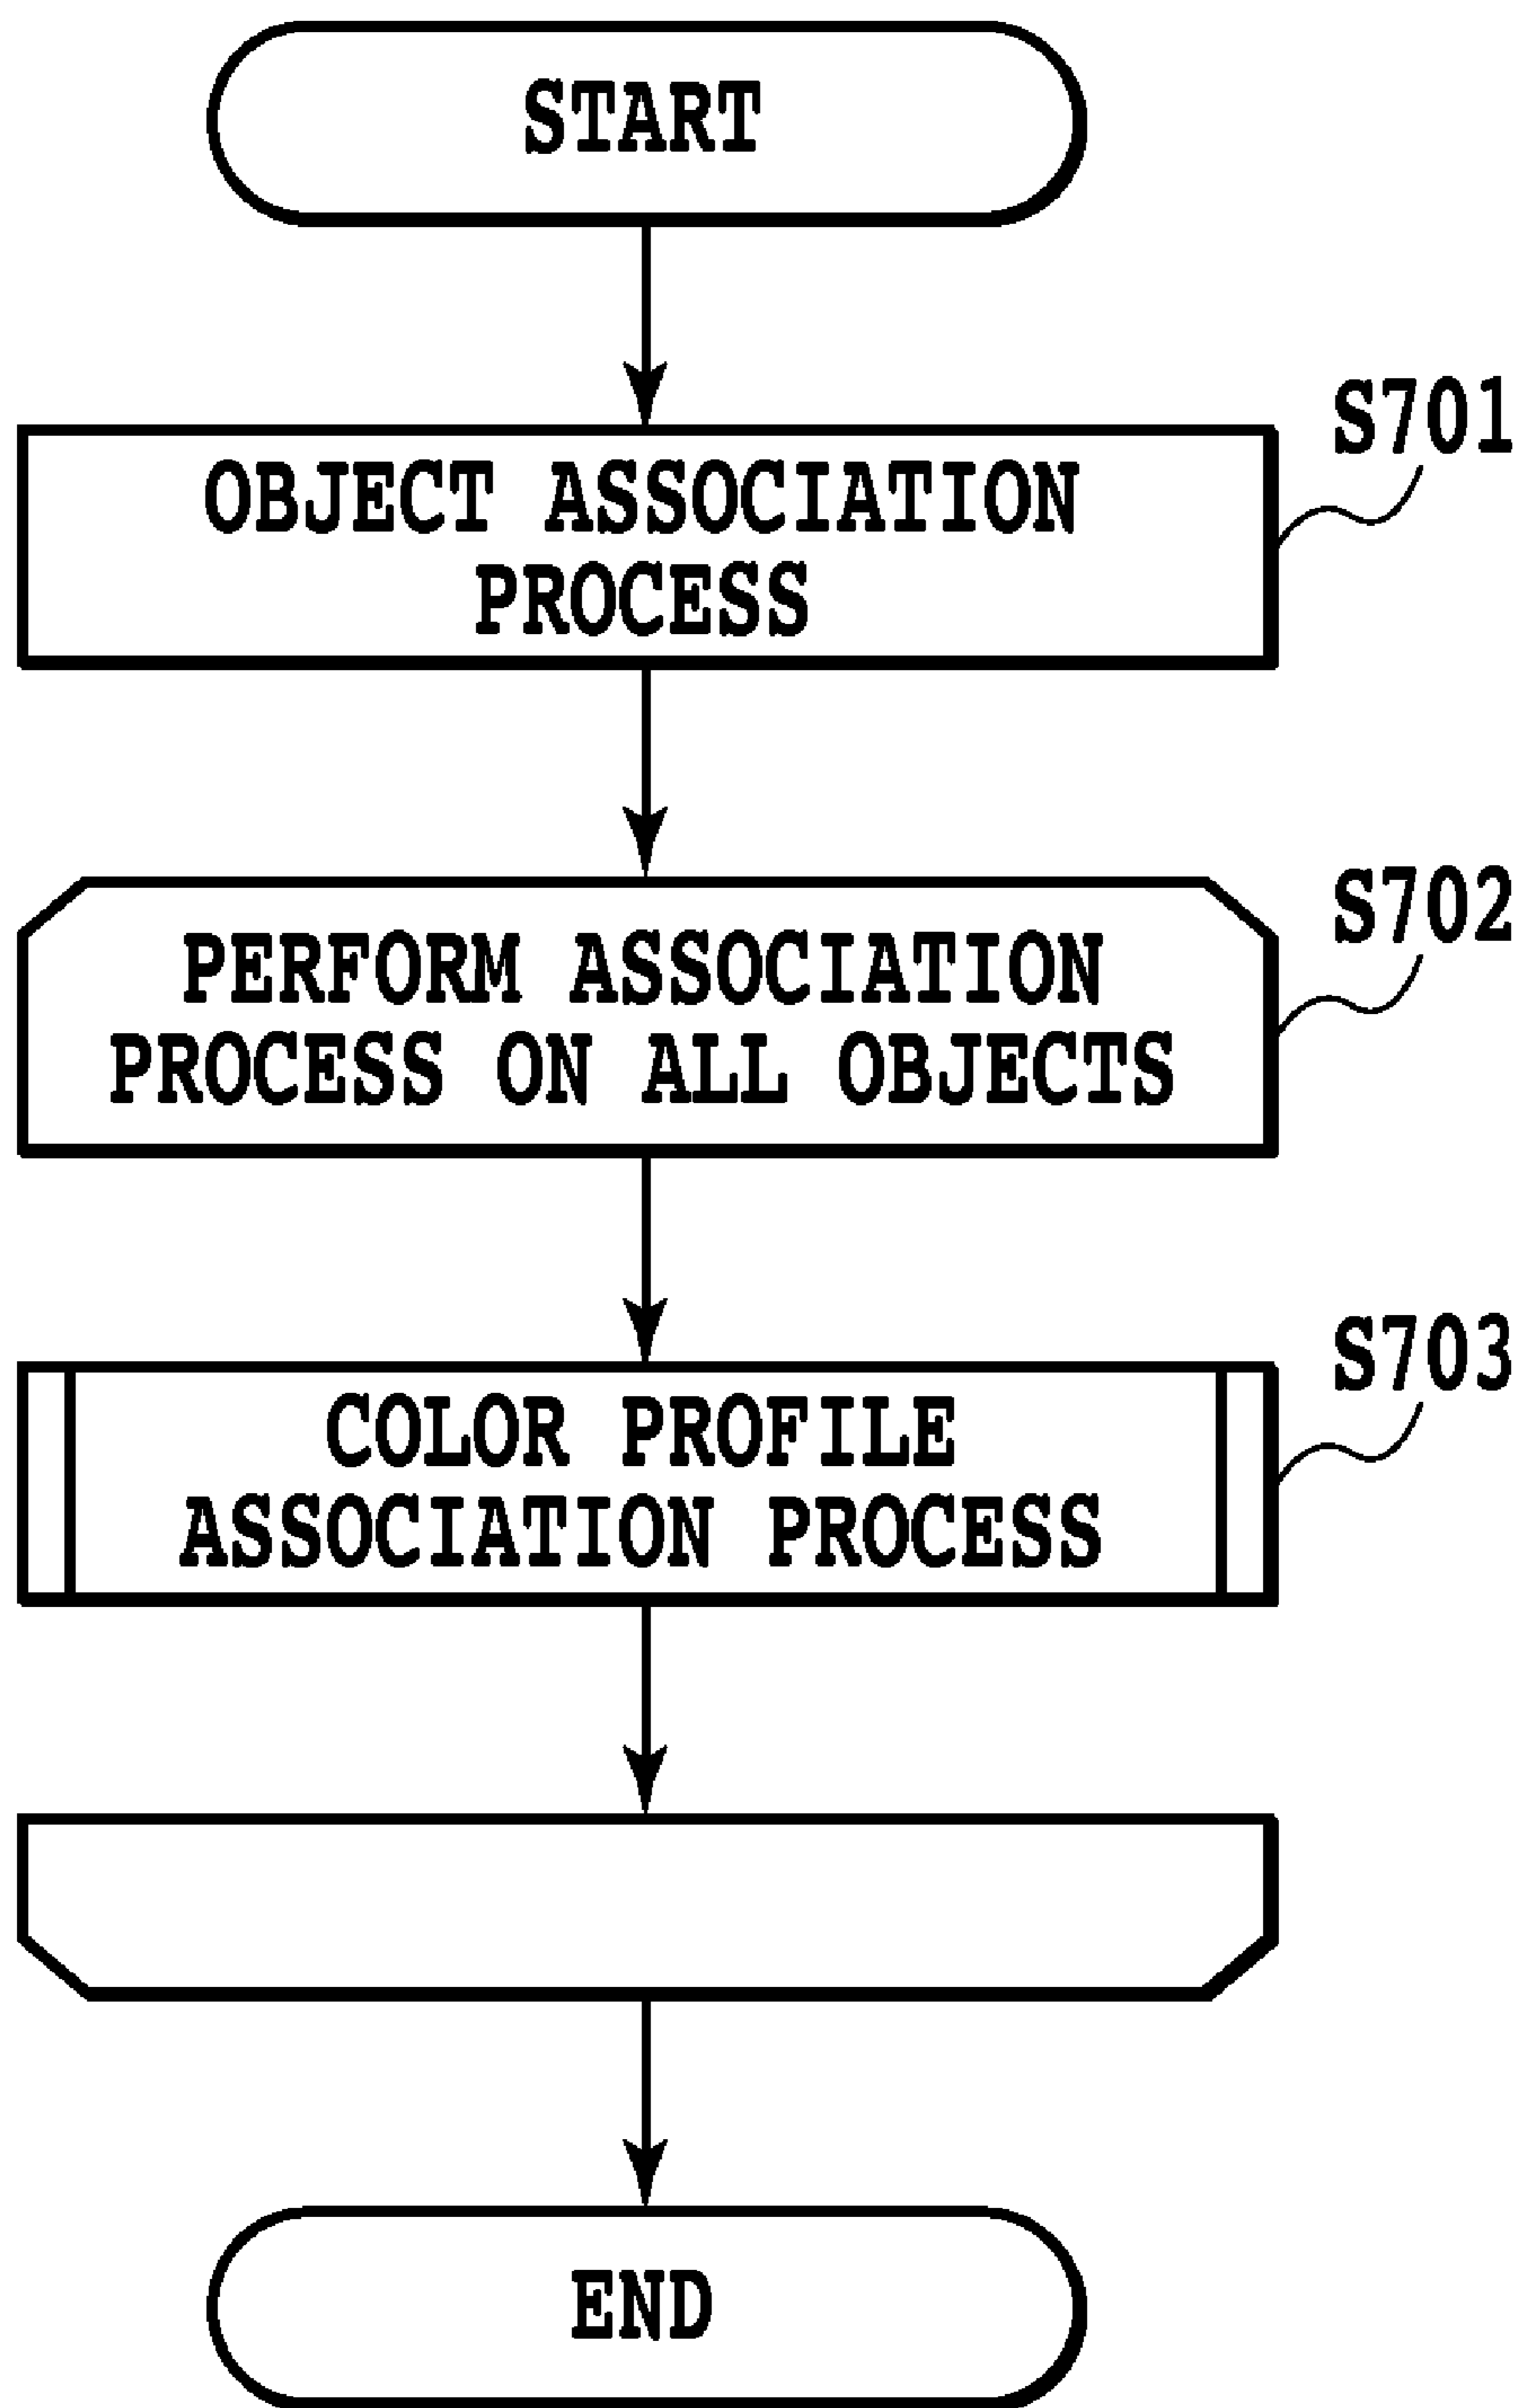 START
S701
OBJECT ASSOCIATION
PROCESS
S702
PERFORM ASSOCIATION
PROCESS ON ALL OBJECTS
S703
COLOR PROFILE
ASSOCIATION PROCESS
END